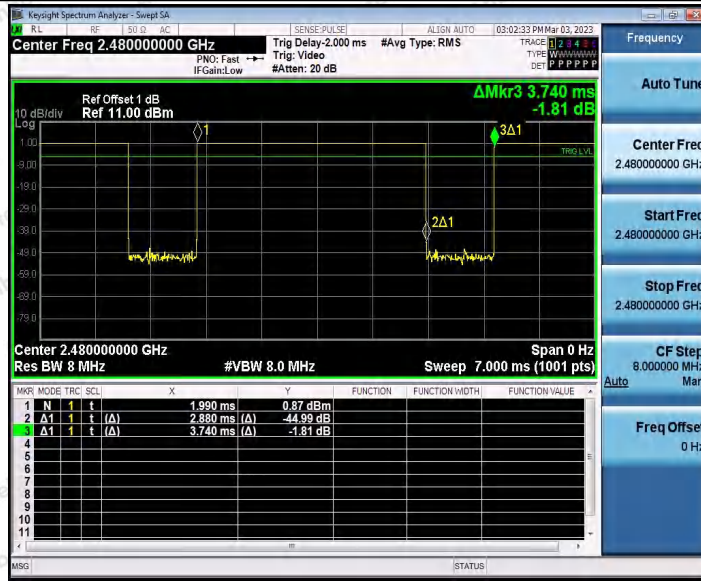 Keysight Spectrum Analyzer - Swept SA
RL RF 50 Ω AC SENSE:PULSE ALIGN AUTO 03:02:33 PM Mar 03, 2023
Center Freq 2.480000000 GHz
PNO: Fast
IFGain:Low
Trig Delay-2.000 ms
Trig: Video
#Atten: 20 dB
#Avg Type: RMS
TRACE 1 2 3 4 5 6
TYPE WWWWWW
DET P P P P P P
Frequency
Auto Tune
Center Freq
2.480000000 GHz
Start Freq
2.480000000 GHz
Stop Freq
2.480000000 GHz
CF Step
8.000000 MHz
Auto Man
Freq Offset
0 Hz
ΔMkr3 3.740 ms
-1.81 dB
Ref Offset 1 dB
10 dB/div Ref 11.00 dBm
Log
1
3Δ1
1.00
TRIG LVL
-9.00
-19.0
-29.0
2Δ1
-39.0
-49.0
-59.0
-69.0
-79.0
Center 2.480000000 GHz Span 0 Hz
Res BW 8 MHz #VBW 8.0 MHz Sweep 7.000 ms (1001 pts)
MKR MODE TRC SCL X Y FUNCTION FUNCTION WIDTH FUNCTION VALUE
1 N 1 t 1.990 ms 0.87 dBm
2 Δ1 1 t (Δ) 2.880 ms (Δ) -44.99 dB
3 Δ1 1 t (Δ) 3.740 ms (Δ) -1.81 dB
4
5
6
7
8
9
10
11
MSG STATUS